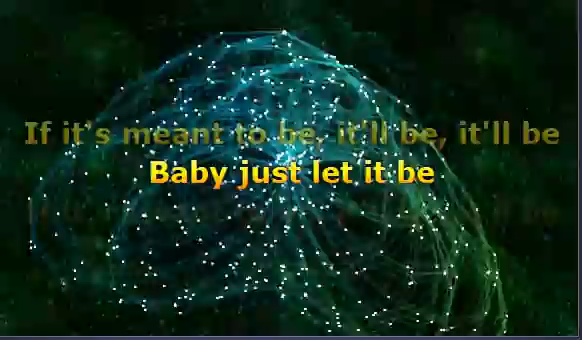 If it's meant to be, it'll be, it'll be
Baby just let it be